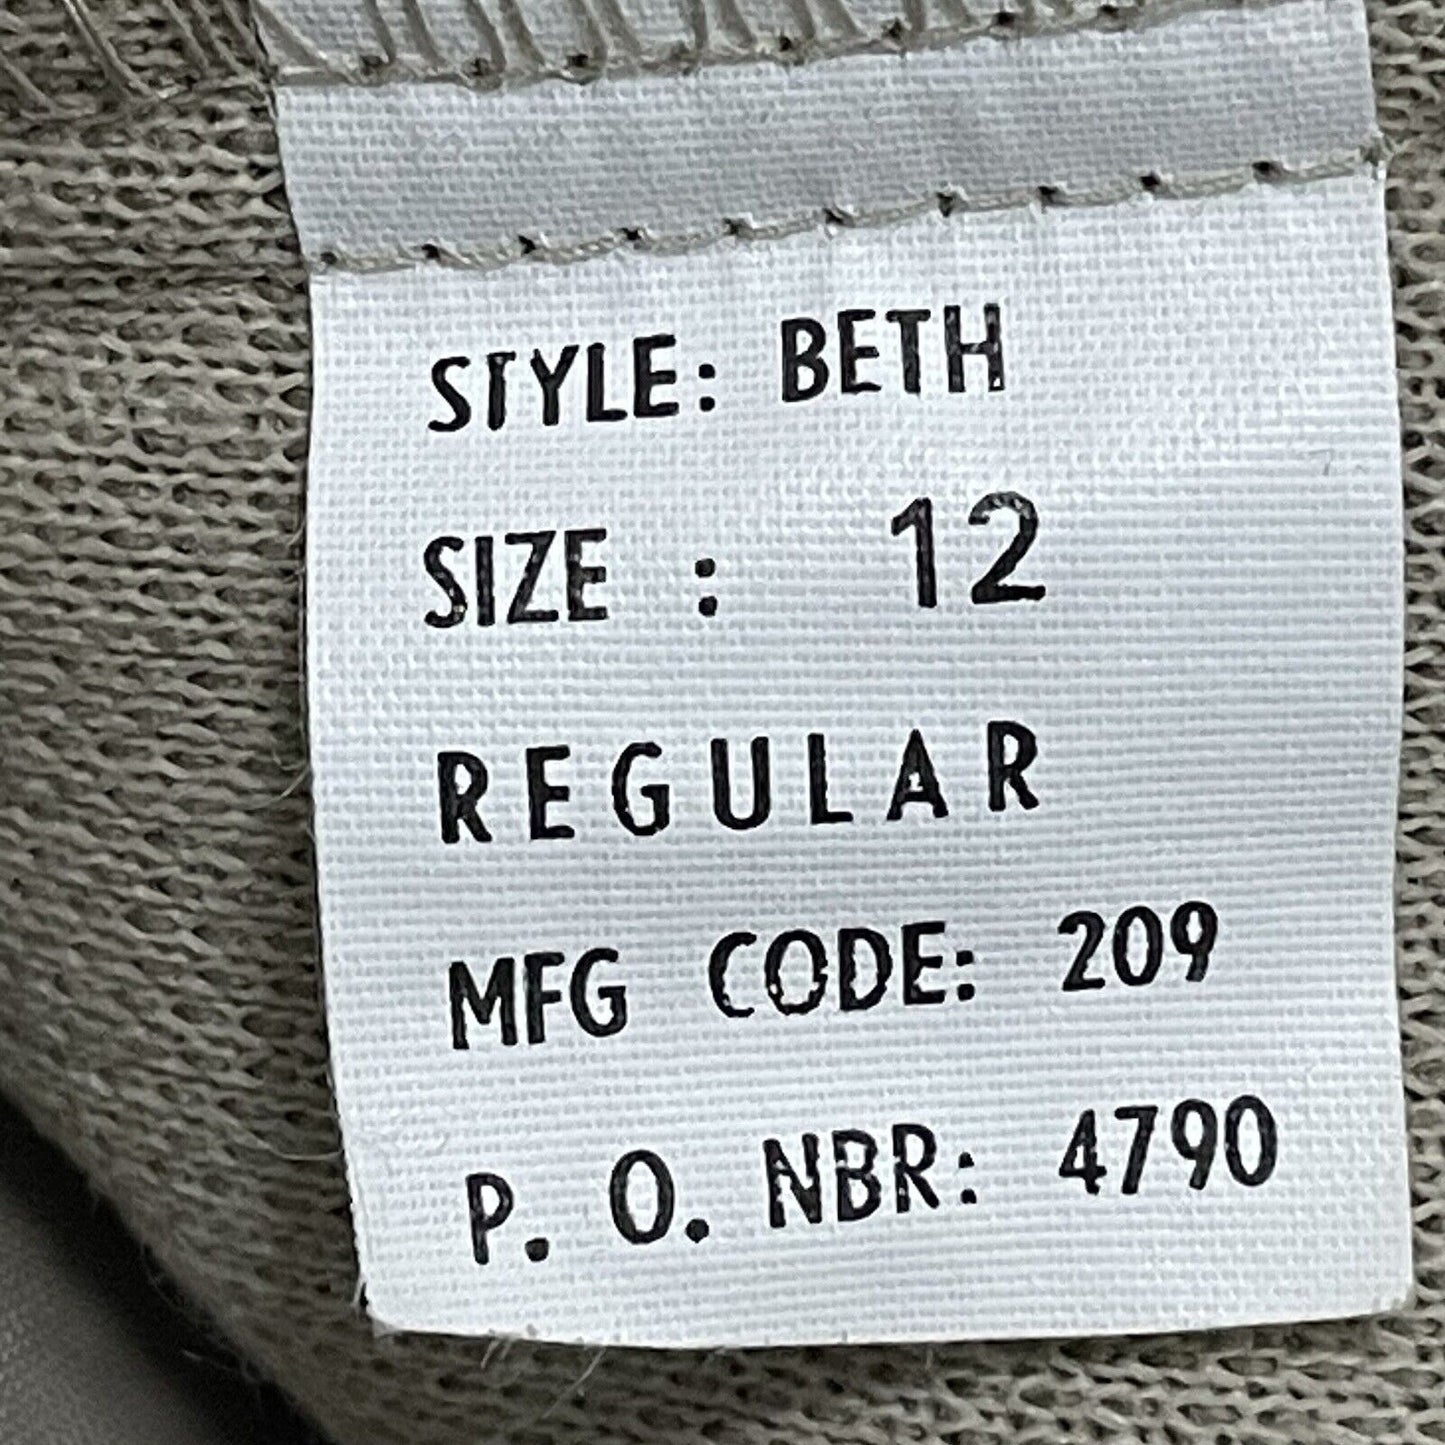 STYLE: BETH
SIZE : 12
REGULAR
MFG CODE: 209
P. O. NBR: 4790